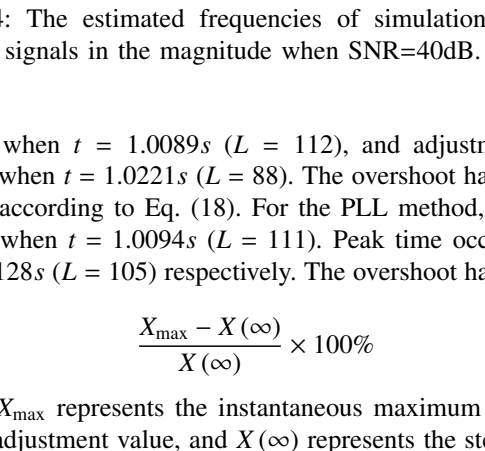 4: The estimated frequencies of simulation
signals in the magnitude when SNR=40dB.
when t = 1.0089s (L = 112), and adjustm
when t = 1.0221s (L = 88). The overshoot ha
according to Eq. (18). For the PLL method,
when t = 1.0094s (L = 111). Peak time occ
128s (L = 105) respectively. The overshoot ha
X_max − X (∞)
/ X (∞) × 100%
X_max represents the instantaneous maximum
adjustment value, and X (∞) represents the ste